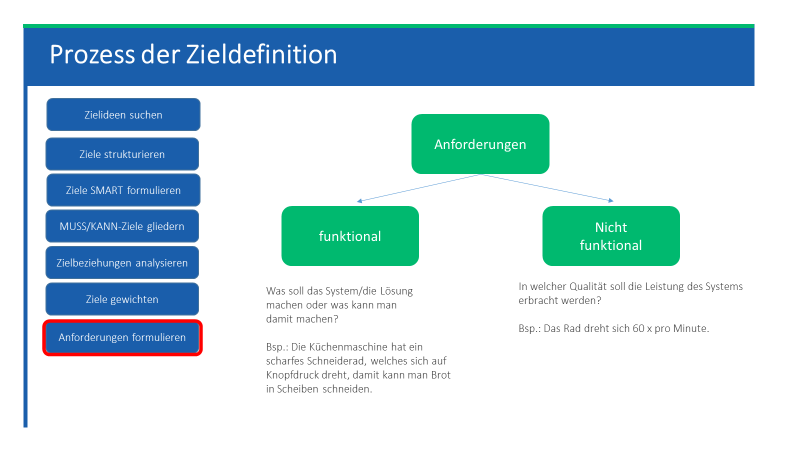 Prozess der Zieldefinition
Zielideen suchen
Ziele strukturieren
Ziele SMART formulieren
MUSS/KANN-Ziele gliedern
Zielbeziehungen analysieren
Ziele gewichten
Anforderungen formulieren
Anforderungen
funktional
Nicht
funktional
Was soll das System/die Lösung
machen oder was kann man
damit machen?
Bsp.: Die Küchenmaschine hat ein
scharfes Schneiderad, welches sich auf
Knopfdruck dreht, damit kann man Brot
in Scheiben schneiden.
In welcher Qualität soll die Leistung des Systems
erbracht werden?
Bsp.: Das Rad dreht sich 60 x pro Minute.